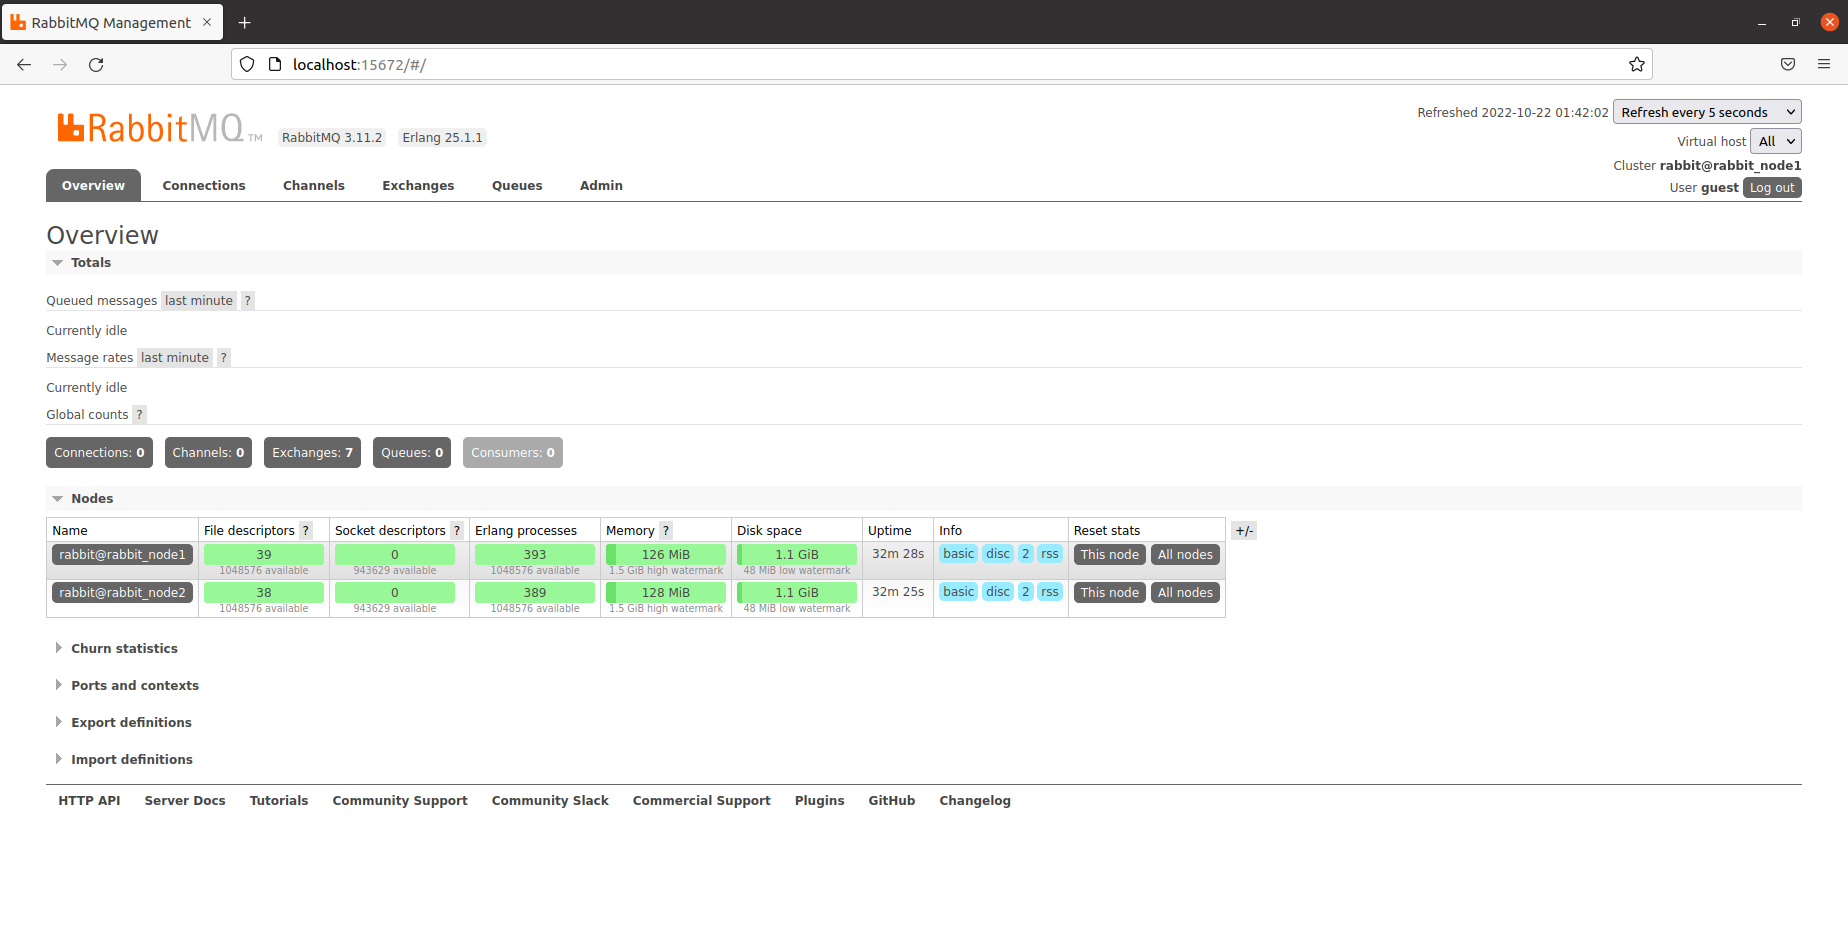 RabbitMQ Management
localhost:15672/#/
RabbitMQ TM RabbitMQ 3.11.2 Erlang 25.1.1
Refreshed 2022-10-22 01:42:02 Refresh every 5 seconds
Virtual host All
Cluster rabbit@rabbit_node1
User guest Log out
Overview Connections Channels Exchanges Queues Admin
Overview
Totals
Queued messages last minute ?
Currently idle
Message rates last minute ?
Currently idle
Global counts ?
Connections: 0 Channels: 0 Exchanges: 7 Queues: 0 Consumers: 0
Nodes
Name File descriptors ? Socket descriptors ? Erlang processes Memory ? Disk space Uptime Info Reset stats +/-
rabbit@rabbit_node1 39 0 393 126 MiB 1.1 GiB 32m 28s basic disc 2 rss This node All nodes
1048576 available 943629 available 1048576 available 1.5 GiB high watermark 48 MiB low watermark
rabbit@rabbit_node2 38 0 389 128 MiB 1.1 GiB 32m 25s basic disc 2 rss This node All nodes
1048576 available 943629 available 1048576 available 1.5 GiB high watermark 48 MiB low watermark
Churn statistics
Ports and contexts
Export definitions
Import definitions
HTTP API Server Docs Tutorials Community Support Community Slack Commercial Support Plugins GitHub Changelog